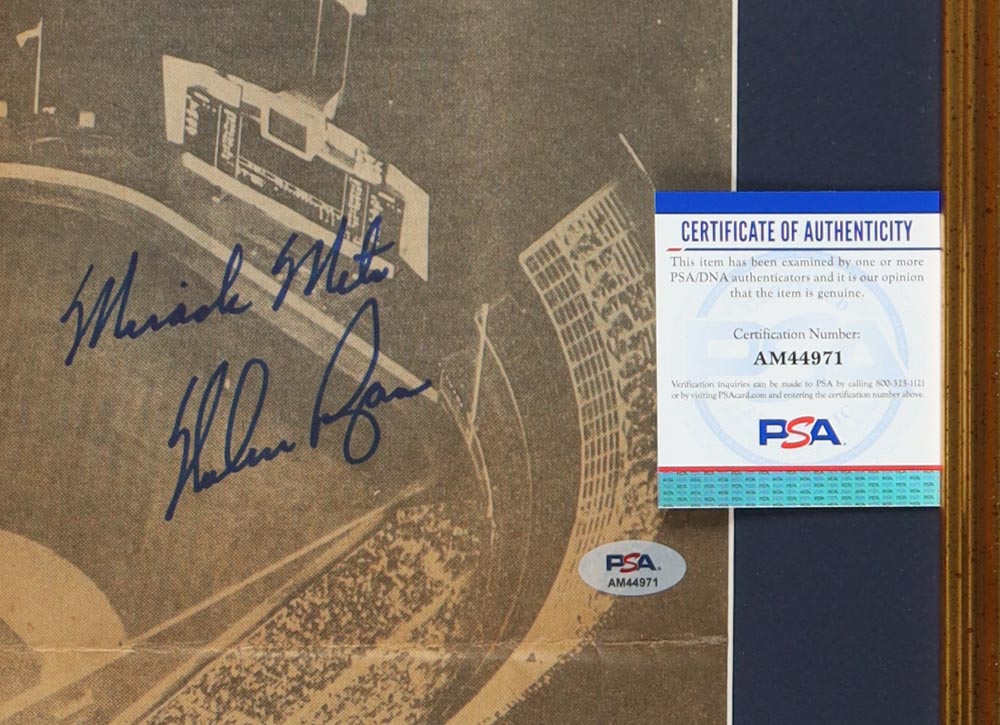 Miracle Mets
Nolan Ryan
CERTIFICATE OF AUTHENTICITY
This item has been examined by one or more
PSA/DNA authenticators and it is our opinion
that the item is genuine.
Certification Number:
AM44971
Verification inquiries can be made to PSA by calling 800-325-1121
or by visiting PSAcard.com and entering the certification number above.
PSA
PSA
AM44971